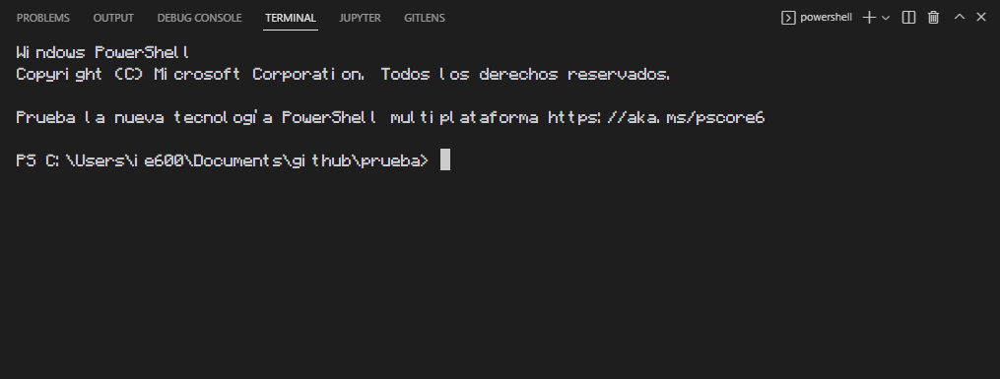 PROBLEMS OUTPUT DEBUG CONSOLE TERMINAL JUPYTER GITLENS powershell
Windows PowerShell
Copyright (C) Microsoft Corporation. Todos los derechos reservados.
Prueba la nueva tecnología PowerShell multiplataforma https://aka.ms/pscore6
PS C:\Users\ie600\Documents\github\prueba>